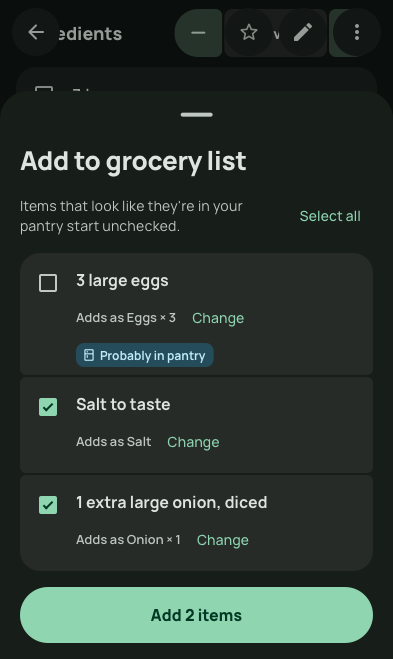 edients
Add to grocery list
Items that look like they're in your
pantry start unchecked.
Select all
3 large eggs
Adds as Eggs × 3 Change
Probably in pantry
Salt to taste
Adds as Salt Change
1 extra large onion, diced
Adds as Onion × 1 Change
Add 2 items